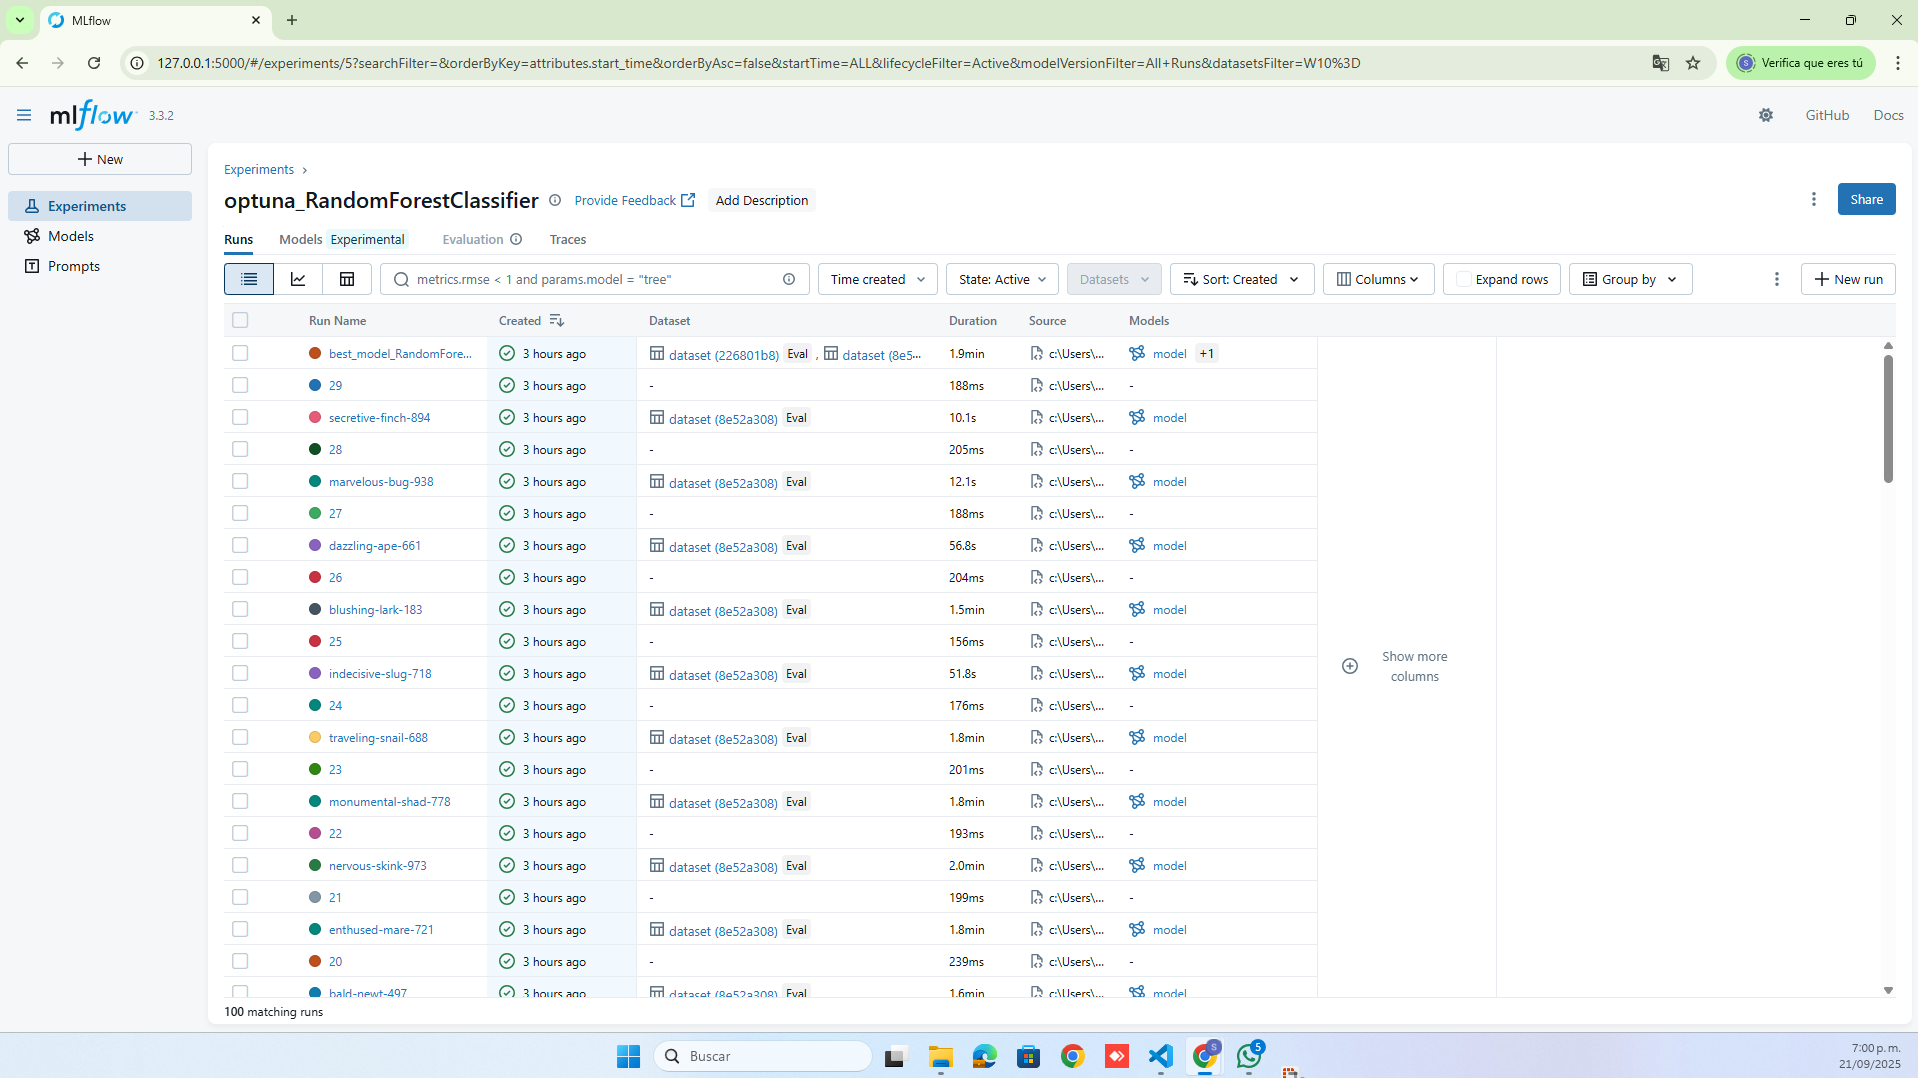 MLflow
127.0.0.1:5000/#/experiments/5?searchFilter=&orderByKey=attributes.start_time&orderByAsc=false&startTime=ALL&lifecycleFilter=Active&modelVersionFilter=All+Runs&datasetsFilter=W10%3D
S Verifica que eres tú
mlflow 3.3.2
GitHub Docs
New
Experiments
Models
Prompts
Experiments
optuna_RandomForestClassifier Provide Feedback Add Description
Share
Runs Models Experimental Evaluation Traces
metrics.rmse < 1 and params.model = "tree" Time created State: Active Datasets Sort: Created Columns Expand rows Group by New run
Run Name Created Dataset Duration Source Models
best_model_RandomFore... 3 hours ago dataset (226801b8) Eval , dataset (8e5... 1.9min c:\Users\... model +1
29 3 hours ago - 188ms c:\Users\... -
secretive-finch-894 3 hours ago dataset (8e52a308) Eval 10.1s c:\Users\... model
28 3 hours ago - 205ms c:\Users\... -
marvelous-bug-938 3 hours ago dataset (8e52a308) Eval 12.1s c:\Users\... model
27 3 hours ago - 188ms c:\Users\... -
dazzling-ape-661 3 hours ago dataset (8e52a308) Eval 56.8s c:\Users\... model
26 3 hours ago - 204ms c:\Users\... -
blushing-lark-183 3 hours ago dataset (8e52a308) Eval 1.5min c:\Users\... model
25 3 hours ago - 156ms c:\Users\... -
indecisive-slug-718 3 hours ago dataset (8e52a308) Eval 51.8s c:\Users\... model
24 3 hours ago - 176ms c:\Users\... -
traveling-snail-688 3 hours ago dataset (8e52a308) Eval 1.8min c:\Users\... model
23 3 hours ago - 201ms c:\Users\... -
monumental-shad-778 3 hours ago dataset (8e52a308) Eval 1.8min c:\Users\... model
22 3 hours ago - 193ms c:\Users\... -
nervous-skink-973 3 hours ago dataset (8e52a308) Eval 2.0min c:\Users\... model
21 3 hours ago - 199ms c:\Users\... -
enthused-mare-721 3 hours ago dataset (8e52a308) Eval 1.8min c:\Users\... model
20 3 hours ago - 239ms c:\Users\... -
bald-newt-497 3 hours ago dataset (8e52a308) Eval 1.6min c:\Users\... model
Show more
columns
100 matching runs
Buscar
S
5
7:00 p. m.
21/09/2025